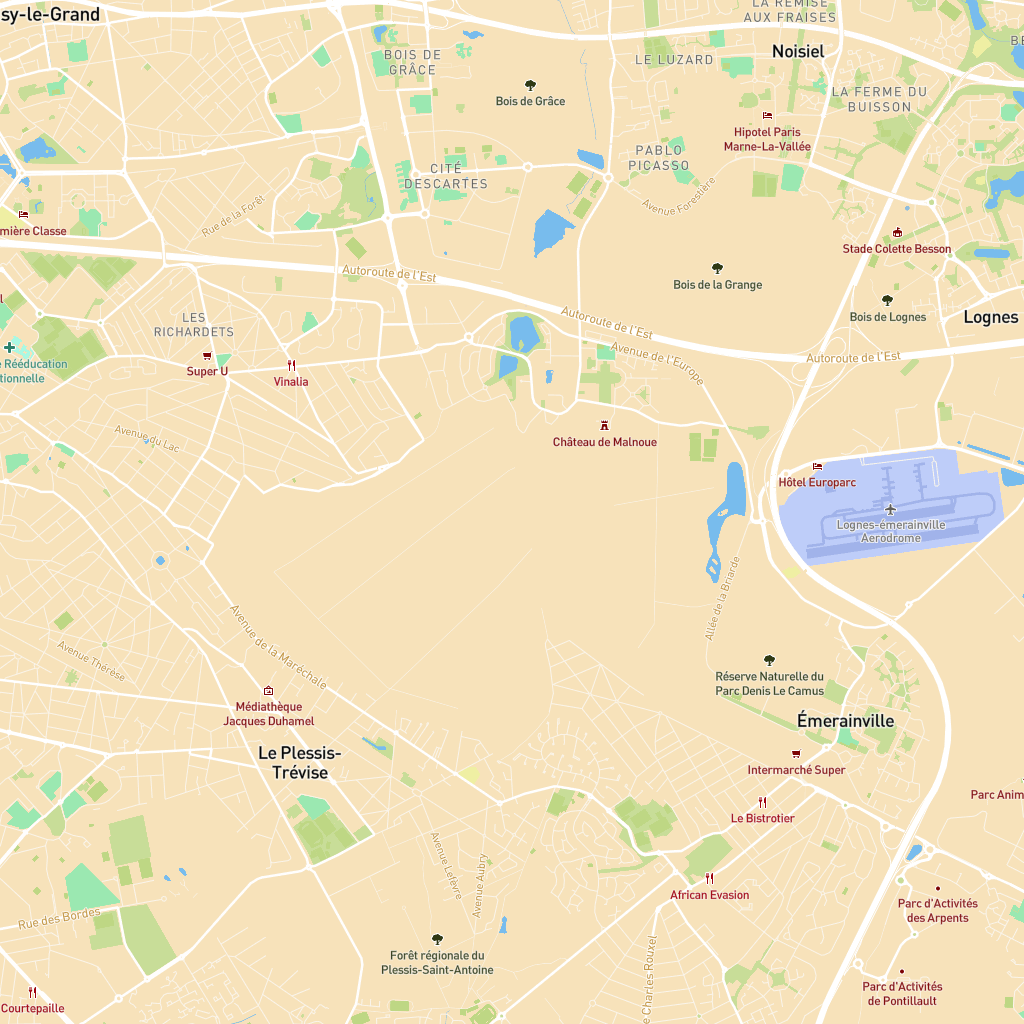 sy-le-Grand
LA REMISE
AUX FRAISES
Noisiel
BOIS DE
GRÂCE
LE LUZARD
Bois de Grâce
LA FERME DU
BUISSON
Hipotel Paris
Marne-La-Vallée
PABLO
PICASSO
CITÉ
DESCARTES
Avenue Forestière
Rue de la Forêt
mière Classe
Stade Colette Besson
Autoroute de l'Est
Bois de la Grange
Bois de Lognes
Lognes
LES
RICHARDETS
Autoroute de l'Est
Avenue de l'Europe
Autoroute de l'Est
e Rééducation
tionnelle
Super U
Vinalia
Avenue du Lac
Château de Malnoue
Hôtel Europarc
Lognes-émerainville
Aerodrome
Allée de la Briarde
Avenue de la Maréchale
Avenue Thérèse
Réserve Naturelle du
Parc Denis Le Camus
Médiathèque
Jacques Duhamel
Émerainville
Le Plessis-
Trévise
Intermarché Super
Parc Anim
Le Bistrotier
Avenue Lefèvre
Avenue Aubry
African Evasion
Parc d'Activités
des Arpents
Rue des Bordes
Forêt régionale du
Plessis-Saint-Antoine
e Charles Rouxel
Parc d'Activités
de Pontillault
Courtepaille